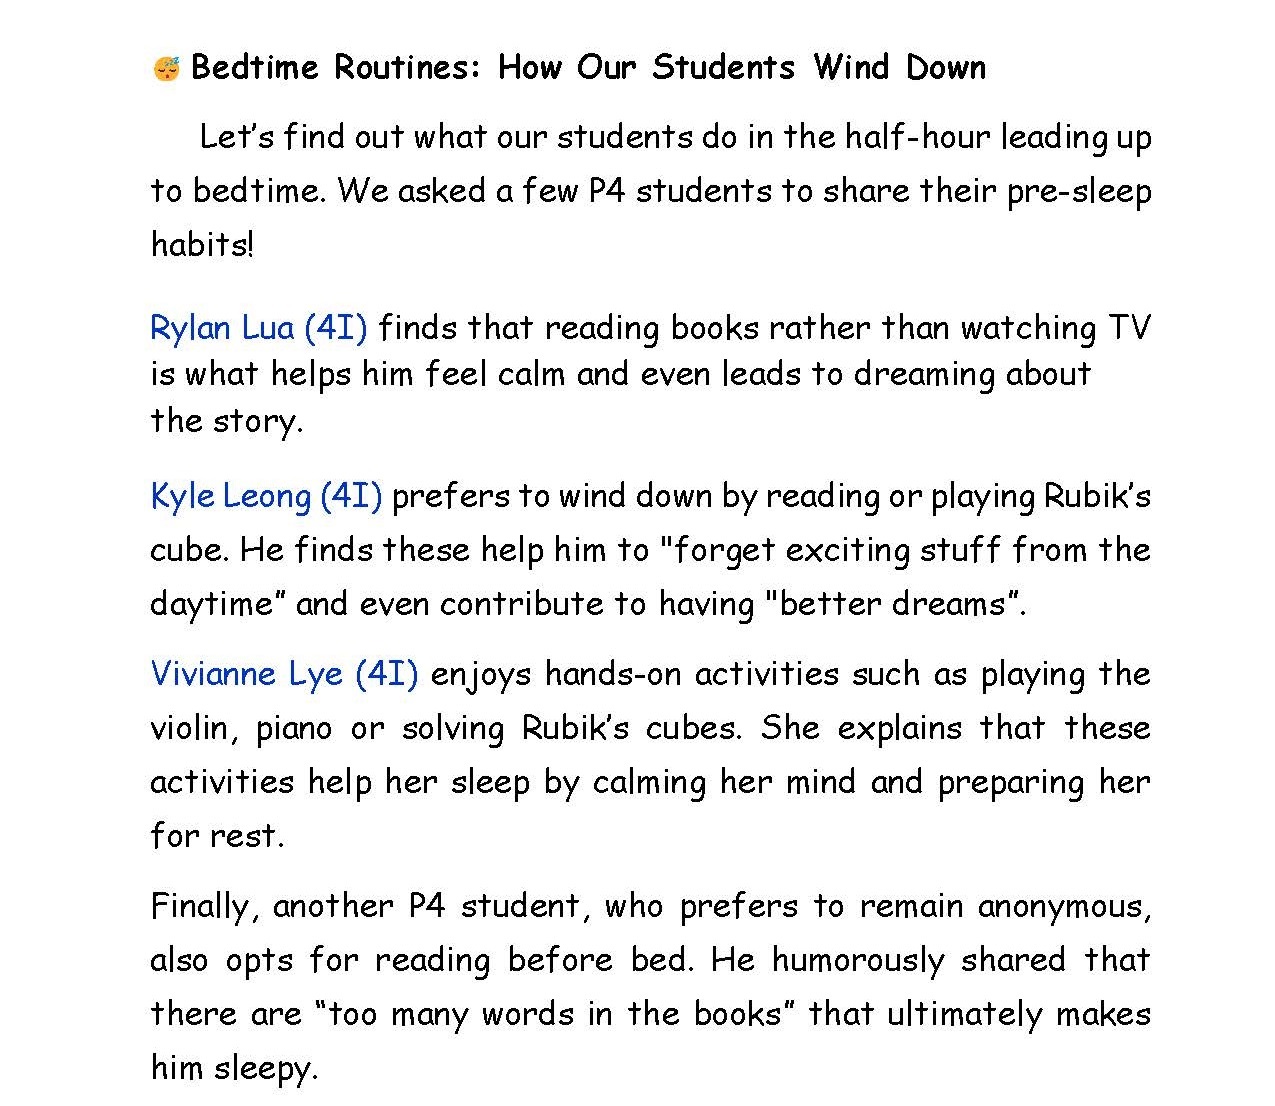 😴 Bedtime Routines: How Our Students Wind Down
Let’s find out what our students do in the half-hour leading up
to bedtime. We asked a few P4 students to share their pre-sleep
habits!
Rylan Lua (4I) finds that reading books rather than watching TV
is what helps him feel calm and even leads to dreaming about
the story.
Kyle Leong (4I) prefers to wind down by reading or playing Rubik’s
cube. He finds these help him to "forget exciting stuff from the
daytime” and even contribute to having "better dreams”.
Vivianne Lye (4I) enjoys hands-on activities such as playing the
violin, piano or solving Rubik’s cubes. She explains that these
activities help her sleep by calming her mind and preparing her
for rest.
Finally, another P4 student, who prefers to remain anonymous,
also opts for reading before bed. He humorously shared that
there are “too many words in the books” that ultimately makes
him sleepy.